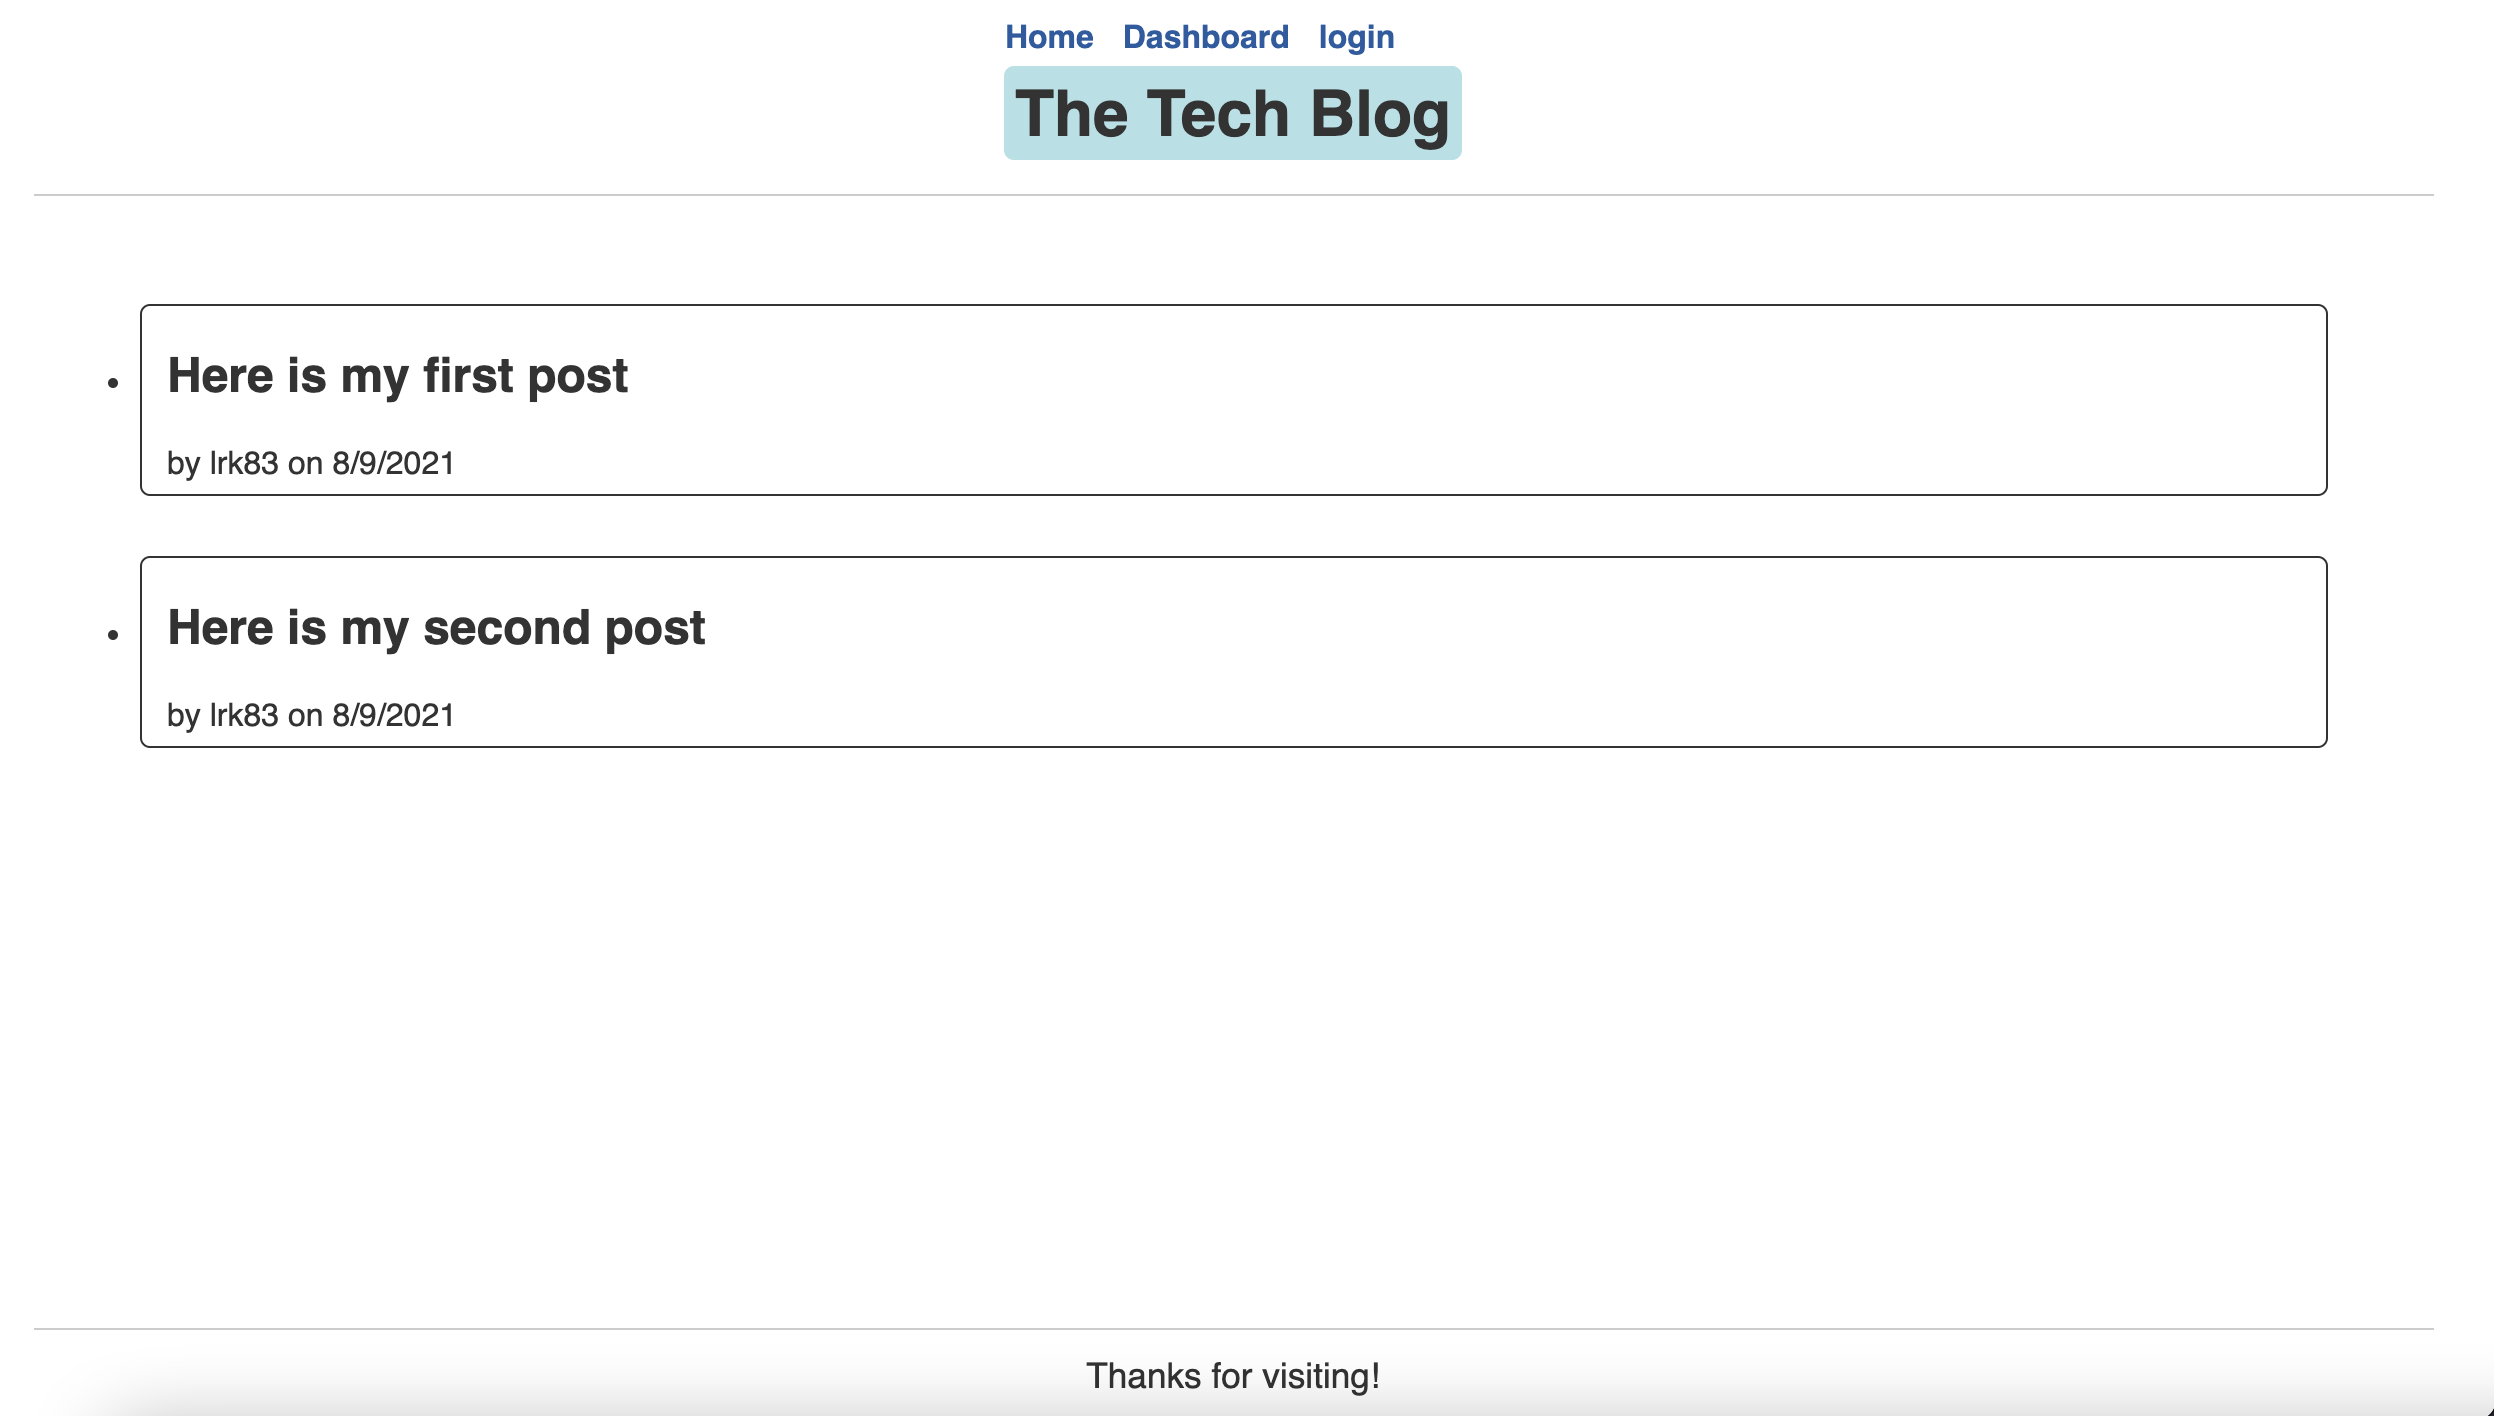 Home Dashboard login
The Tech Blog
Here is my first post
by lrk83 on 8/9/2021
Here is my second post
by lrk83 on 8/9/2021
Thanks for visiting!